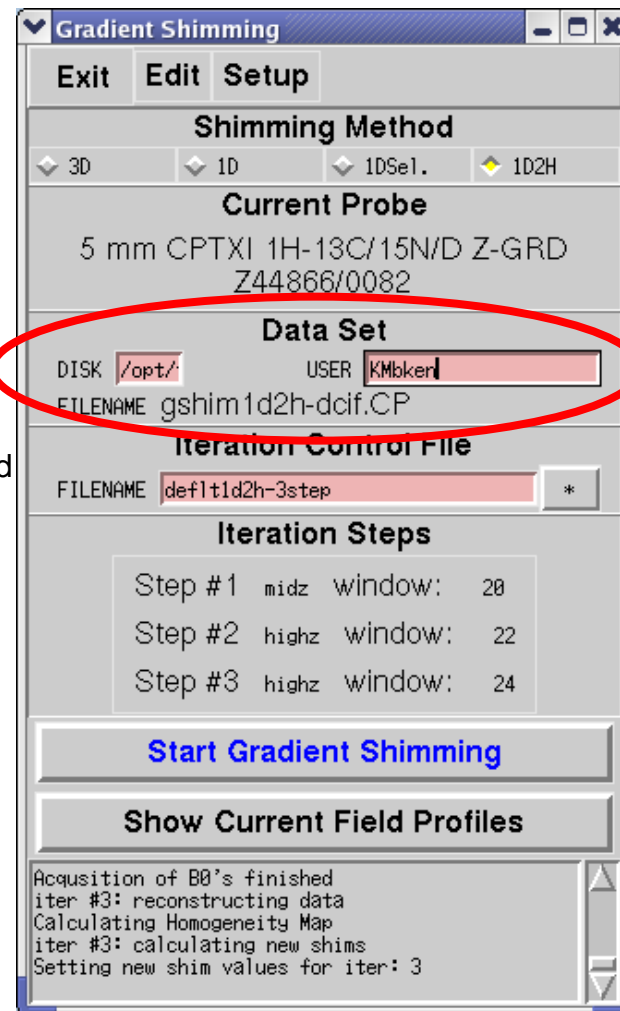 Gradient Shimming
Exit Edit Setup
Shimming Method
3D 1D 1DSel. 1D2H
Current Probe
5 mm CPTXI 1H-13C/15N/D Z-GRD
Z44866/0082
Data Set
DISK /opt/ USER KMbken
FILENAME gshim1d2h-dcif.CP
Iteration Control File
d
FILENAME deflt1d2h-3step *
Iteration Steps
Step #1 midz window: 20
Step #2 highz window: 22
Step #3 highz window: 24
Start Gradient Shimming
Show Current Field Profiles
Acqusition of B0's finished
iter #3: reconstructing data
Calculating Homogeneity Map
iter #3: calculating new shims
Setting new shim values for iter: 3